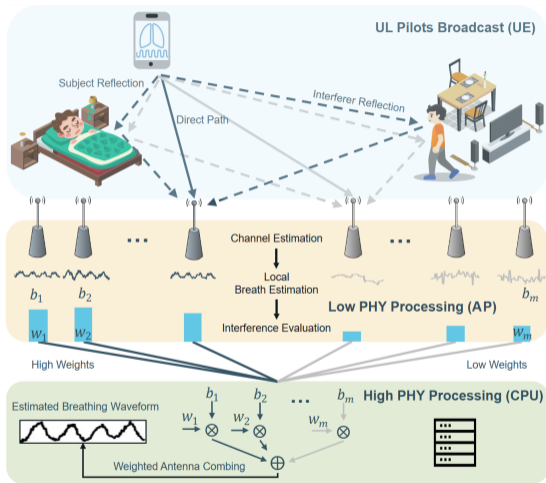 UL Pilots Broadcast (UE)
Subject Reflection
Interferer Reflection
Direct Path
Channel Estimation
Local
Breath Estimation
b₁ b₂ bₘ
Low PHY Processing (AP)
Interference Evaluation
w₁ w₂ wₘ
High Weights
Low Weights
High PHY Processing (CPU)
b₁ b₂ ... bₘ
Estimated Breathing Waveform
w₁ w₂ wₘ
Weighted Antenna Combing